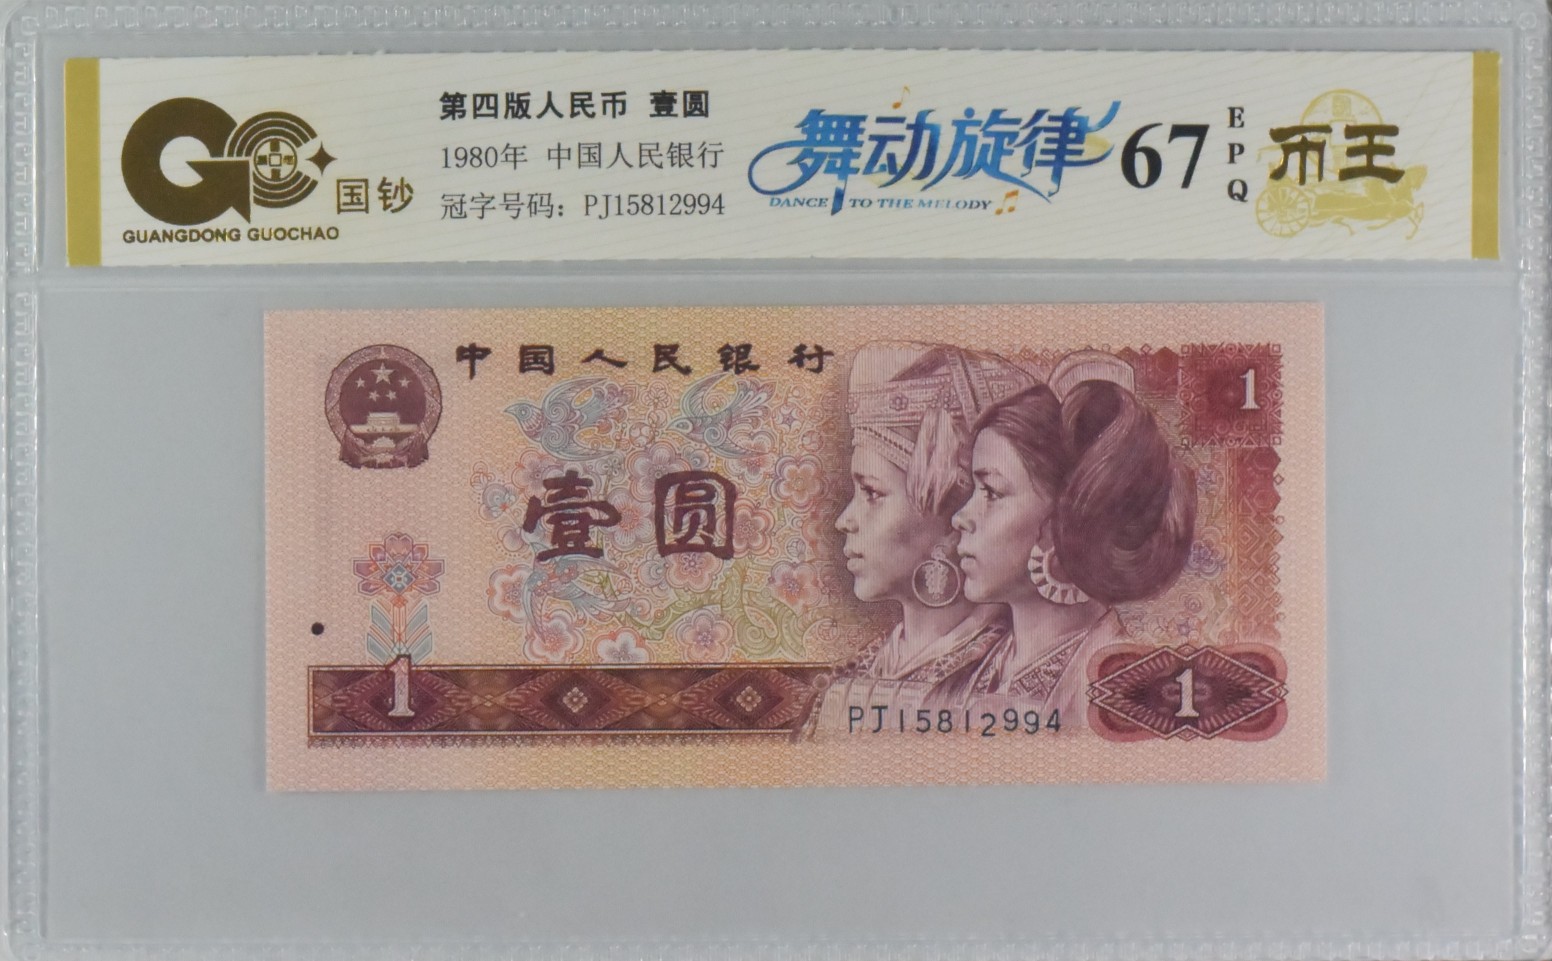 国钞
GUANGDONG GUOCHAO
第四版人民币 壹圆
1980年 中国人民银行
冠字号码：PJ15812994
舞动旋律
DANCE TO THE MELODY
67
EPQ
币王
中国人民银行
1
壹圆
1
PJ15812994
1